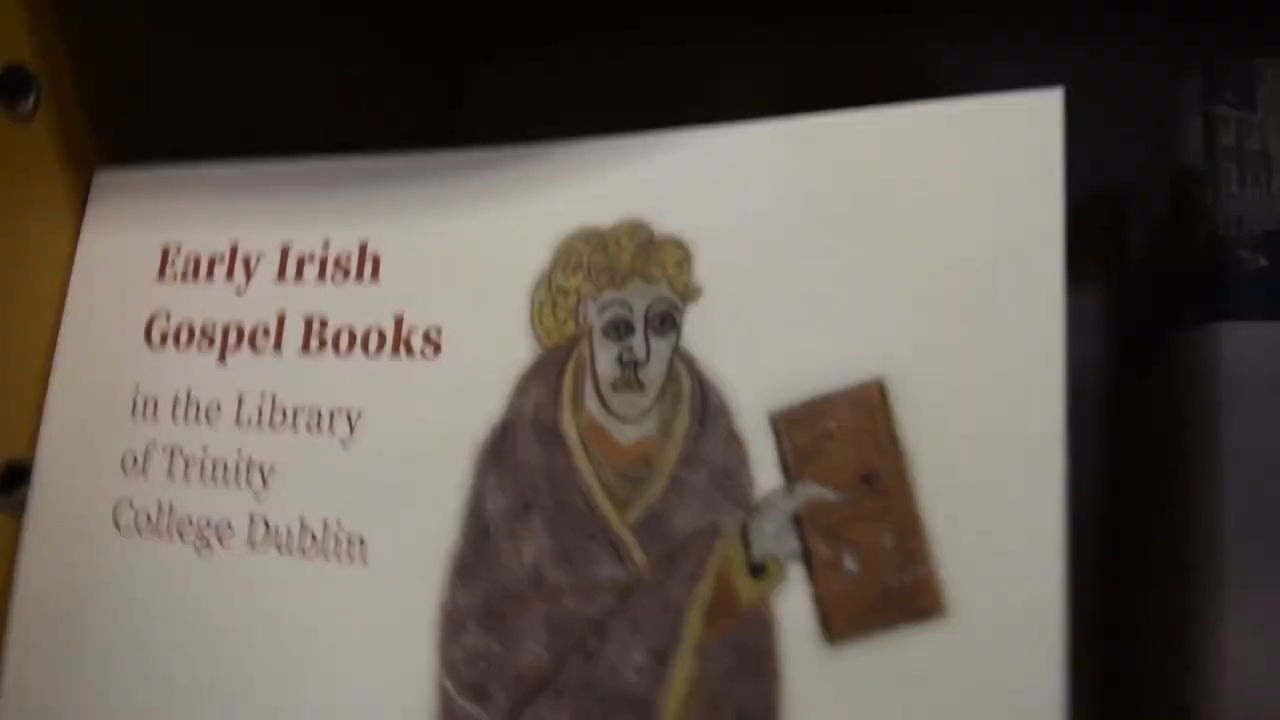 Early Irish
Gospel Books
in the Library
of Trinity
College Dublin